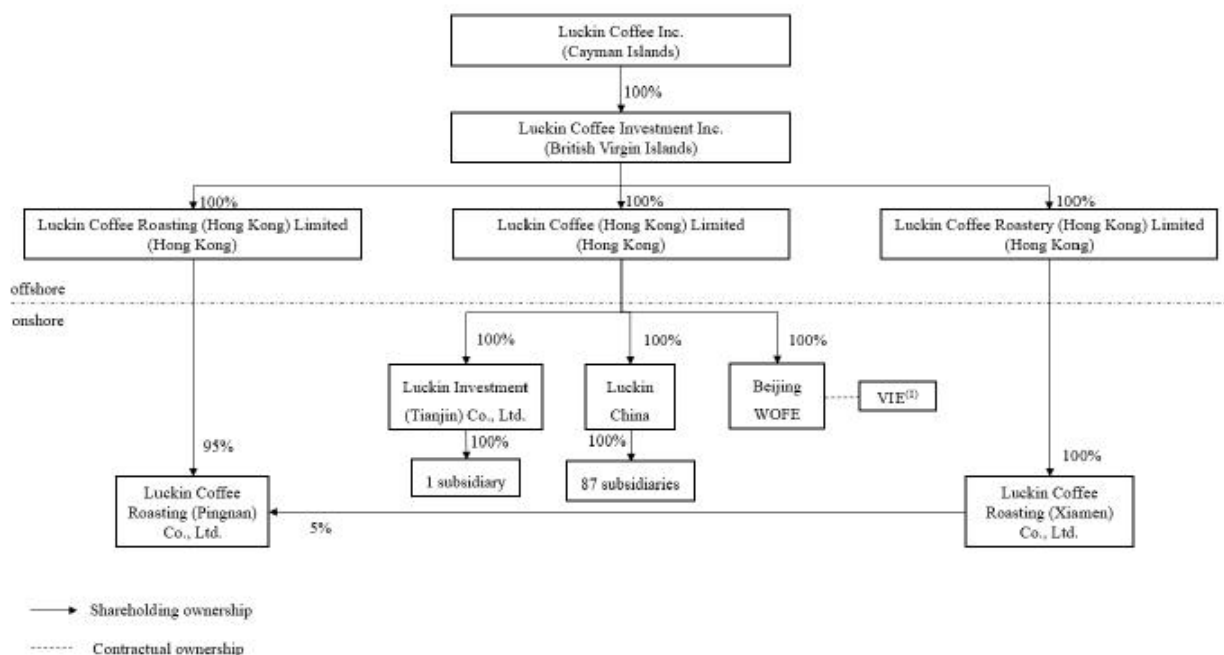 Luckin Coffee Inc.
(Cayman Islands)
100%
Luckin Coffee Investment Inc.
(British Virgin Islands)
100%
100%
100%
Luckin Coffee Roasting (Hong Kong) Limited
(Hong Kong)
Luckin Coffee (Hong Kong) Limited
(Hong Kong)
Luckin Coffee Roastery (Hong Kong) Limited
(Hong Kong)
offshore
onshore
100%
100%
100%
Luckin Investment
(Tianjin) Co., Ltd.
Luckin
China
Beijing
WOFE
VIE(1)
95%
100%
100%
100%
1 subsidiary
87 subsidiaries
Luckin Coffee
Roasting (Pingnan)
Co., Ltd.
5%
Luckin Coffee
Roasting (Xiamen)
Co., Ltd.
Shareholding ownership
Contractual ownership